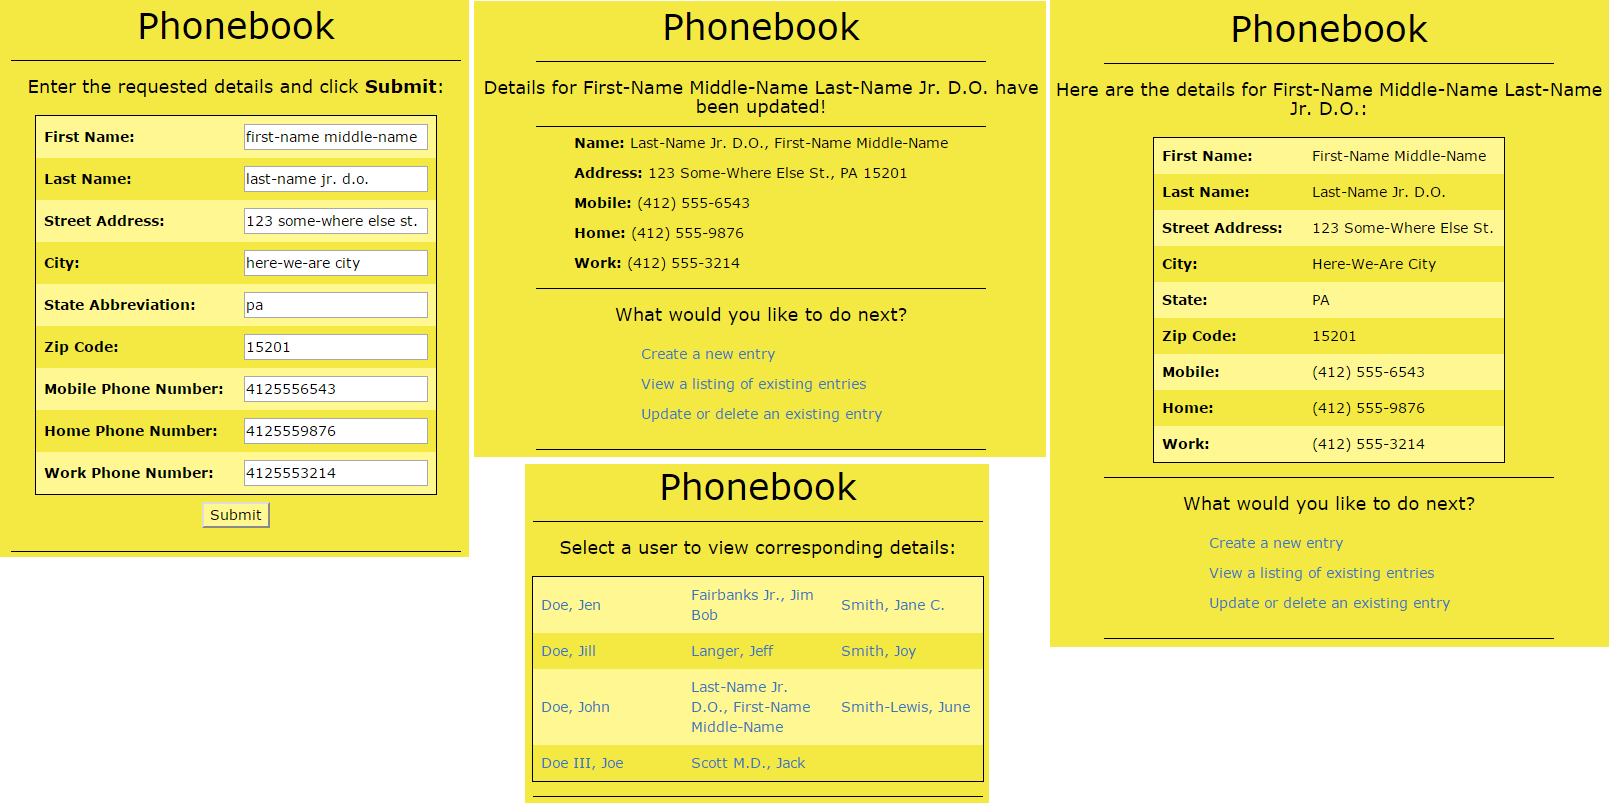 Phonebook
Enter the requested details and click Submit:
First Name: first-name middle-name
Last Name: last-name jr. d.o.
Street Address: 123 some-where else st.
City: here-we-are city
State Abbreviation: pa
Zip Code: 15201
Mobile Phone Number: 4125556543
Home Phone Number: 4125559876
Work Phone Number: 4125553214
Submit
Phonebook
Details for First-Name Middle-Name Last-Name Jr. D.O. have
been updated!
Name: Last-Name Jr. D.O., First-Name Middle-Name
Address: 123 Some-Where Else St., PA 15201
Mobile: (412) 555-6543
Home: (412) 555-9876
Work: (412) 555-3214
What would you like to do next?
Create a new entry
View a listing of existing entries
Update or delete an existing entry
Phonebook
Select a user to view corresponding details:
Doe, Jen
Fairbanks Jr., Jim
Bob
Smith, Jane C.
Doe, Jill
Langer, Jeff
Smith, Joy
Doe, John
Last-Name Jr.
D.O., First-Name
Middle-Name
Smith-Lewis, June
Doe III, Joe
Scott M.D., Jack
Phonebook
Here are the details for First-Name Middle-Name Last-Name
Jr. D.O.:
First Name: First-Name Middle-Name
Last Name: Last-Name Jr. D.O.
Street Address: 123 Some-Where Else St.
City: Here-We-Are City
State: PA
Zip Code: 15201
Mobile: (412) 555-6543
Home: (412) 555-9876
Work: (412) 555-3214
What would you like to do next?
Create a new entry
View a listing of existing entries
Update or delete an existing entry